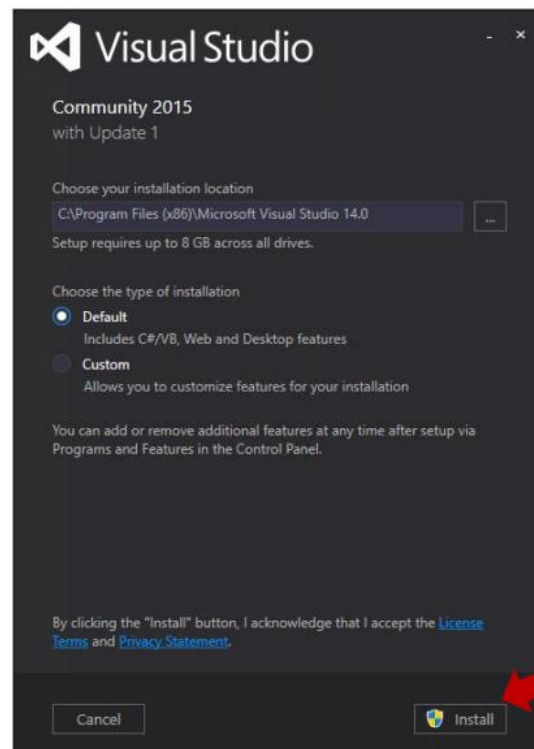 Visual Studio
Community 2015
with Update 1
Choose your installation location
C:\Program Files (x86)\Microsoft Visual Studio 14.0
...
Setup requires up to 8 GB across all drives.
Choose the type of installation
Default
Includes C#/VB, Web and Desktop features
Custom
Allows you to customize features for your installation
You can add or remove additional features at any time after setup via
Programs and Features in the Control Panel.
By clicking the "Install" button, I acknowledge that I accept the License
Terms and Privacy Statement.
Cancel
Install